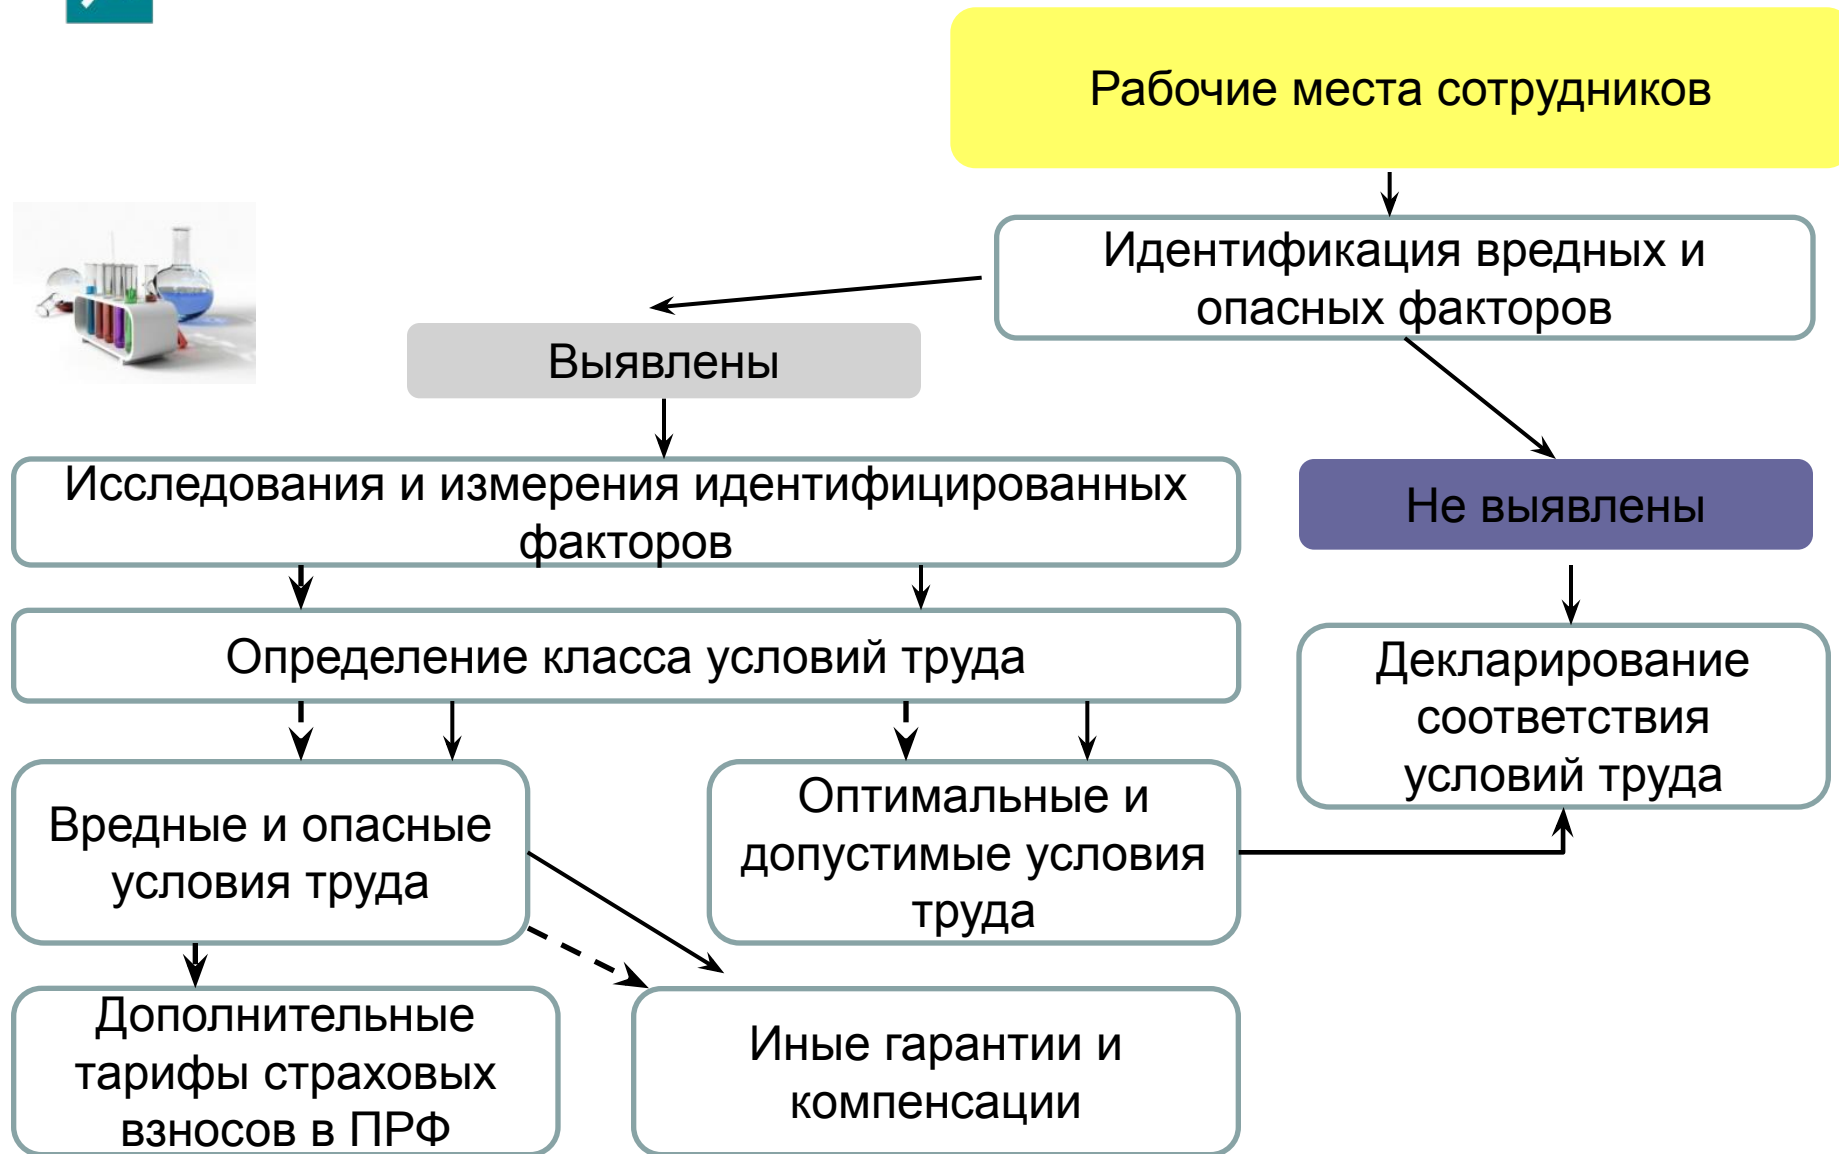 Рабочие места сотрудников
Идентификация вредных и
опасных факторов
Выявлены
Исследования и измерения идентифицированных
факторов
Не выявлены
Определение класса условий труда
Декларирование
соответствия
условий труда
Вредные и опасные
условия труда
Оптимальные и
допустимые условия
труда
Дополнительные
тарифы страховых
взносов в ПРФ
Иные гарантии и
компенсации